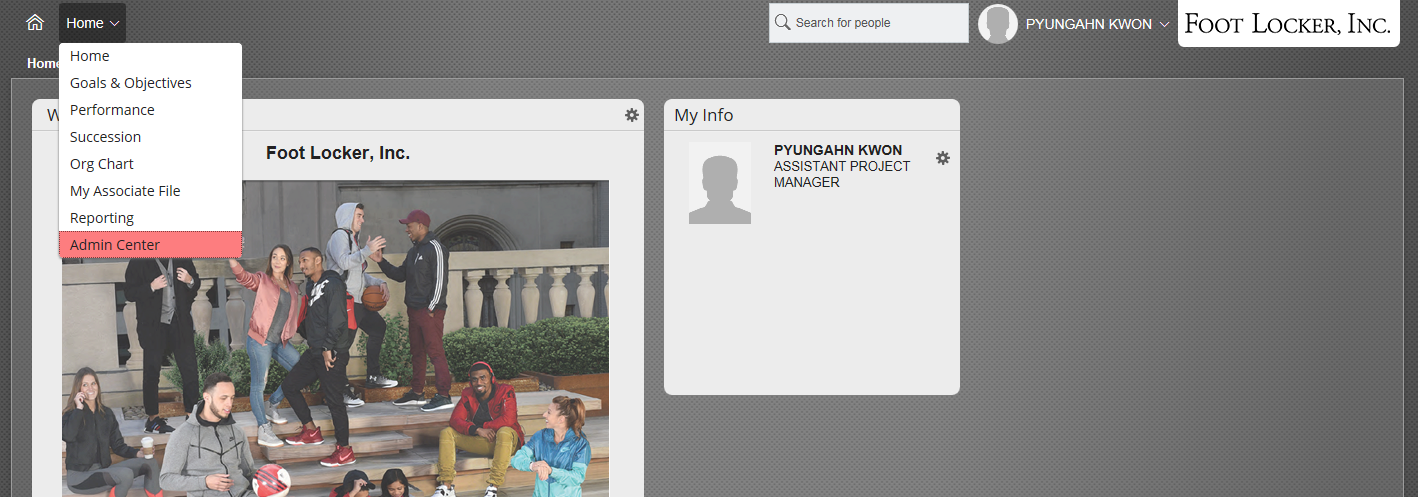 Home
Search for people
PYUNGAHN KWON
FOOT LOCKER, INC.
Home
Home
Goals & Objectives
Performance
Succession
Org Chart
My Associate File
Reporting
Admin Center
My Info
Foot Locker, Inc.
PYUNGAHN KWON
ASSISTANT PROJECT
MANAGER